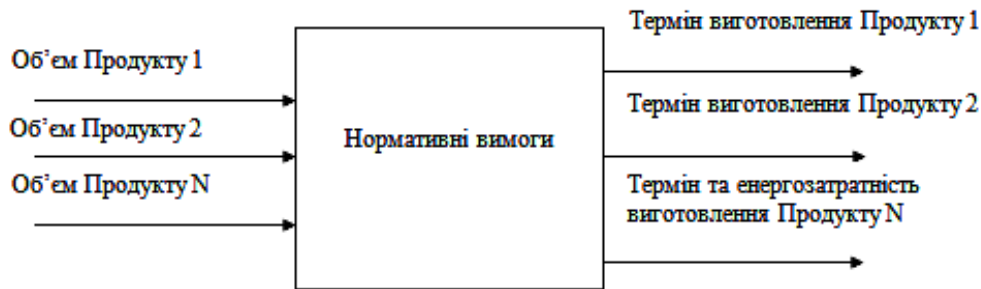 Об’єм Продукту 1
Об’єм Продукту 2
Об’єм Продукту N
Нормативні вимоги
Термін виготовлення Продукту 1
Термін виготовлення Продукту 2
Термін та енергозатратність
виготовлення Продукту N